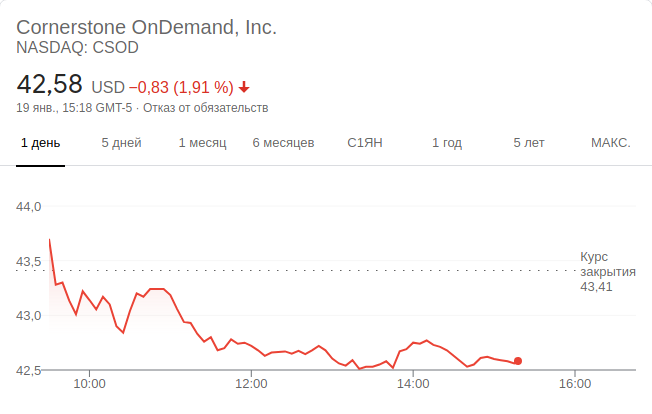 Cornerstone OnDemand, Inc.
NASDAQ: CSOD
42,58 USD −0,83 (1,91 %)
19 янв., 15:18 GMT-5 · Отказ от обязательств
1 день 5 дней 1 месяц 6 месяцев С1ЯН 1 год 5 лет МАКС.
44,0
43,5
43,0
42,5
Курс
закрытия
43,41
10:00 12:00 14:00 16:00